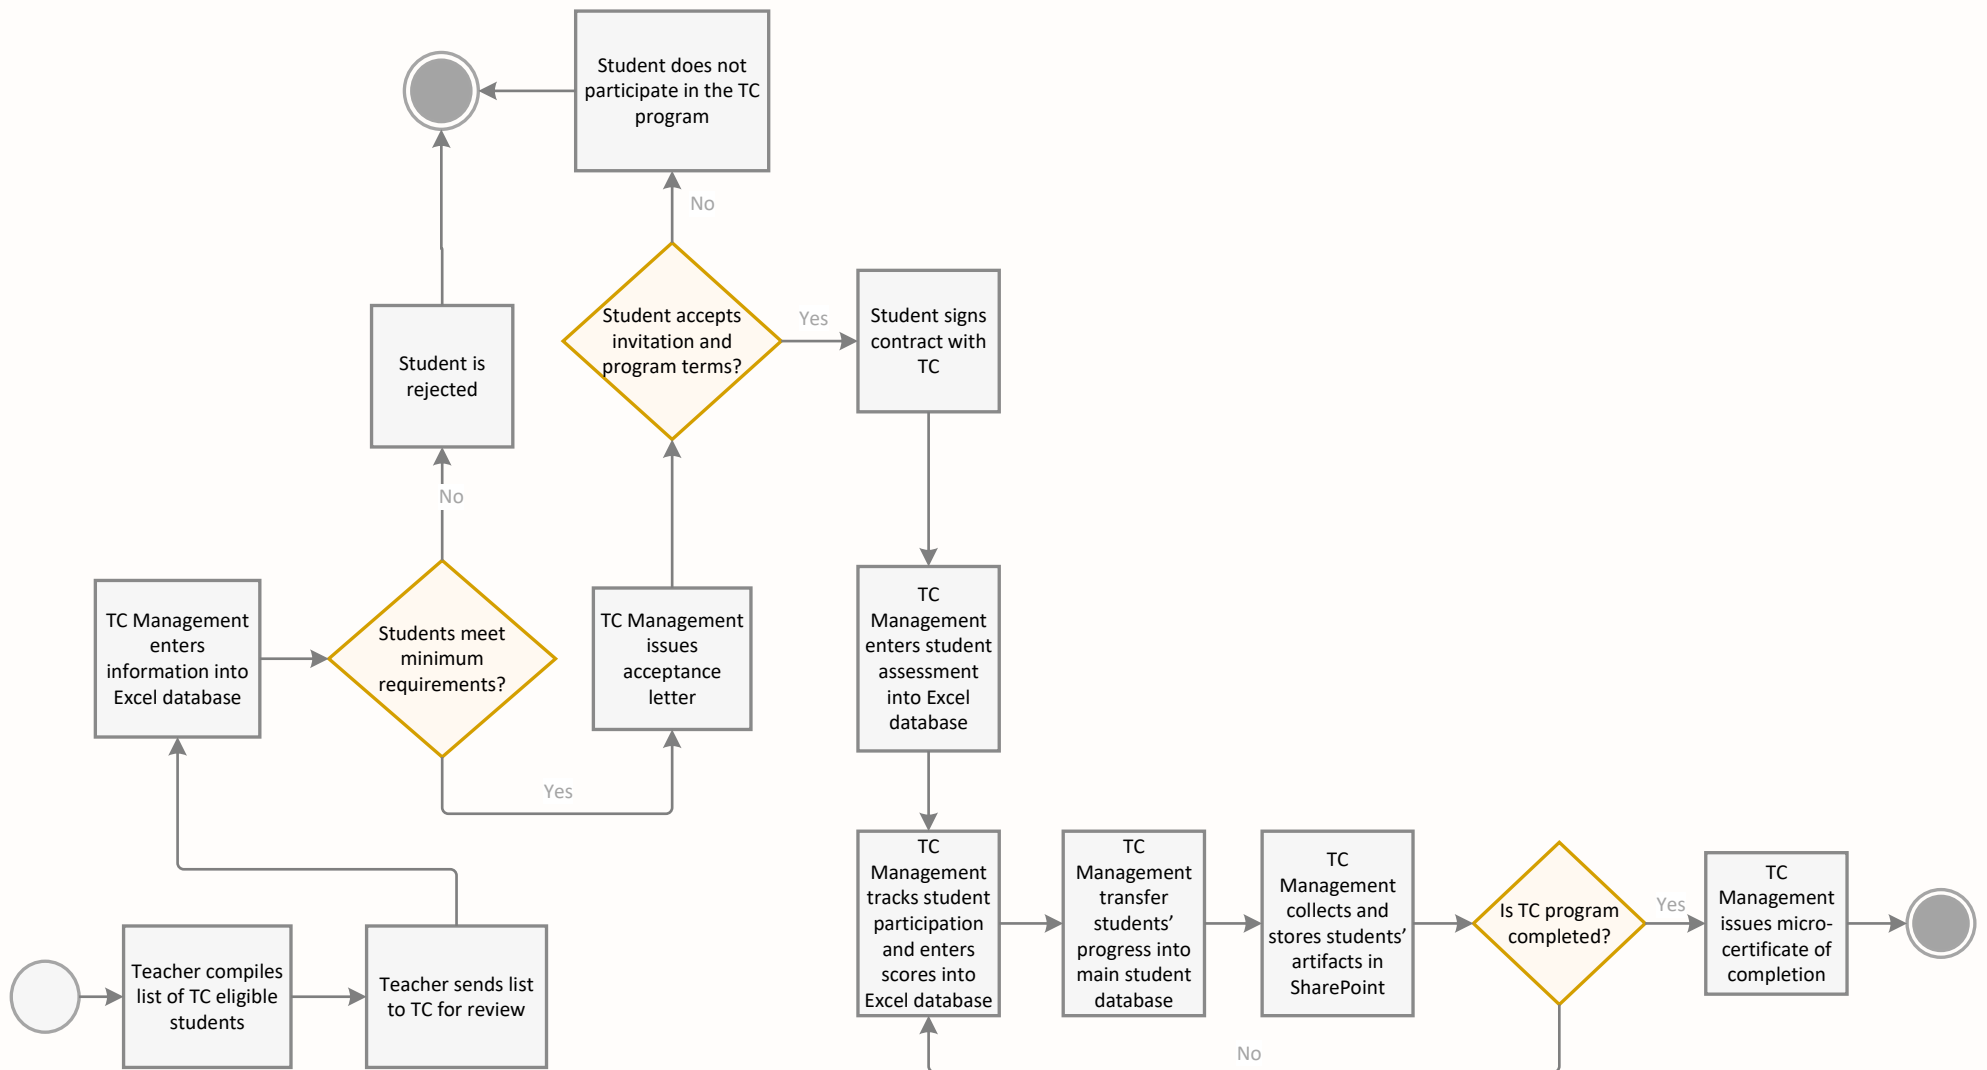 Student does not
participate in the TC
program
No
Student accepts
invitation and
program terms?
Yes
Student signs
contract with
TC
Student is
rejected
No
TC Management
enters
information into
Excel database
Students meet
minimum
requirements?
Yes
TC Management
issues
acceptance
letter
TC
Management
enters student
assessment
into Excel
database
Teacher compiles
list of TC eligible
students
Teacher sends list
to TC for review
TC
Management
tracks student
participation
and enters
scores into
Excel database
TC
Management
transfer
students’
progress into
main student
database
TC
Management
collects and
stores students’
artifacts in
SharePoint
Is TC program
completed?
Yes
No
TC
Management
issues micro-
certificate of
completion